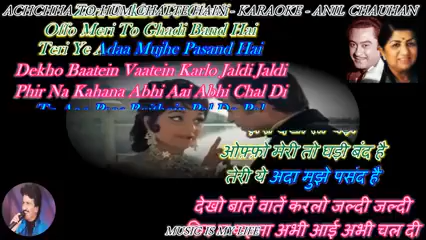 ACHCHHA TO HUM CHALTE HAIN - KARAOKE - ANIL CHAUHAN
Offo Meri To Ghadi Band Hai
Teri Ye Adaa Mujhe Pasand Hai
Dekho Baatein Vaatein Karlo Jaldi Jaldi
Phir Na Kahana Abhi Aai Abhi Chal Di
ओफ्फो मेरी तो घड़ी बंद है
तेरी ये अदा मुझे पसंद है
देखो बातें वातें करलो जल्दी जल्दी
अभी आई अभी चल दी
MUSIC IS MY LIFE